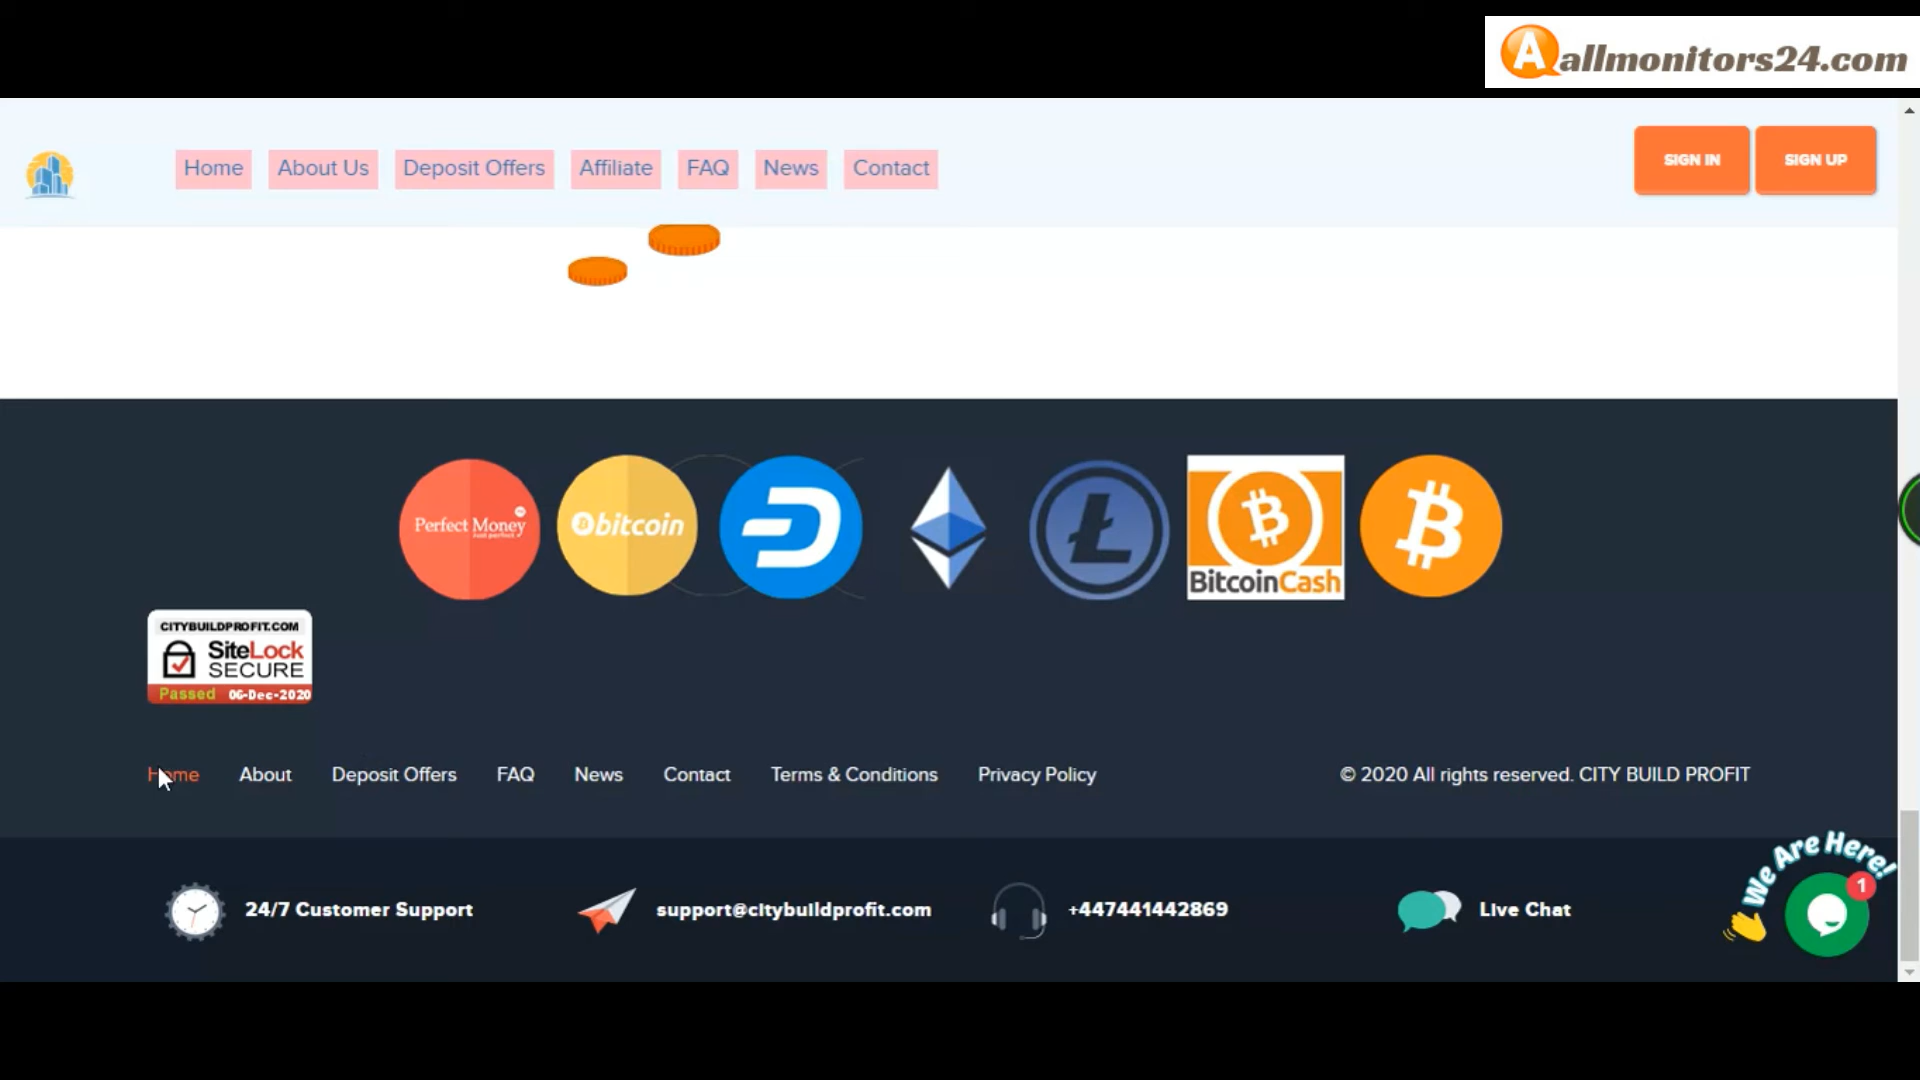 A allmonitors24.com
Home About Us Deposit Offers Affiliate FAQ News Contact
SIGN IN SIGN UP
Perfect Money
bitcoin
BitcoinCash
CITYBUILDPROFIT.COM
SiteLock
SECURE
Passed 06-Dec-2020
Home About Deposit Offers FAQ News Contact Terms & Conditions Privacy Policy © 2020 All rights reserved. CITY BUILD PROFIT
We Are Here!
1
24/7 Customer Support support@citybuildprofit.com +447441442869 Live Chat